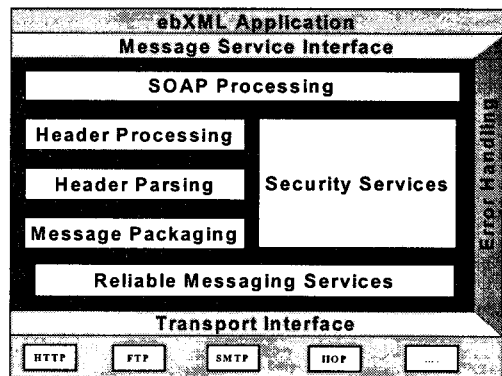 ebXML Application
Message Service Interface
SOAP Processing
Header Processing
Header Parsing
Security Services
Message Packaging
Reliable Messaging Services
Error Handling
Transport Interface
HTTP FTP SMTP IIOP ....